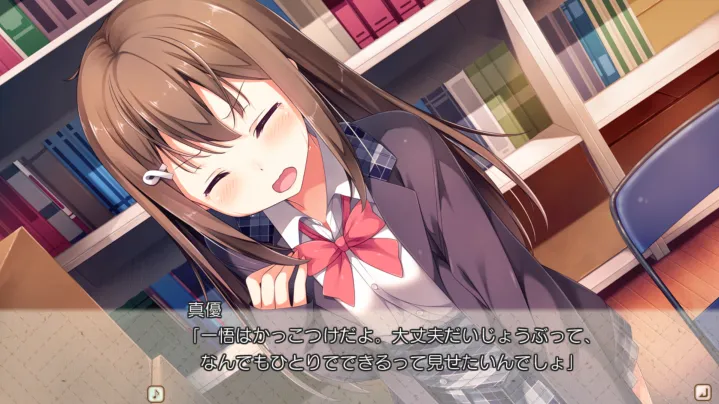 真優
「一悟はかっこつけだよ。大丈夫だいじょうぶって、
なんでもひとりでできるって見せたいんでしょ」